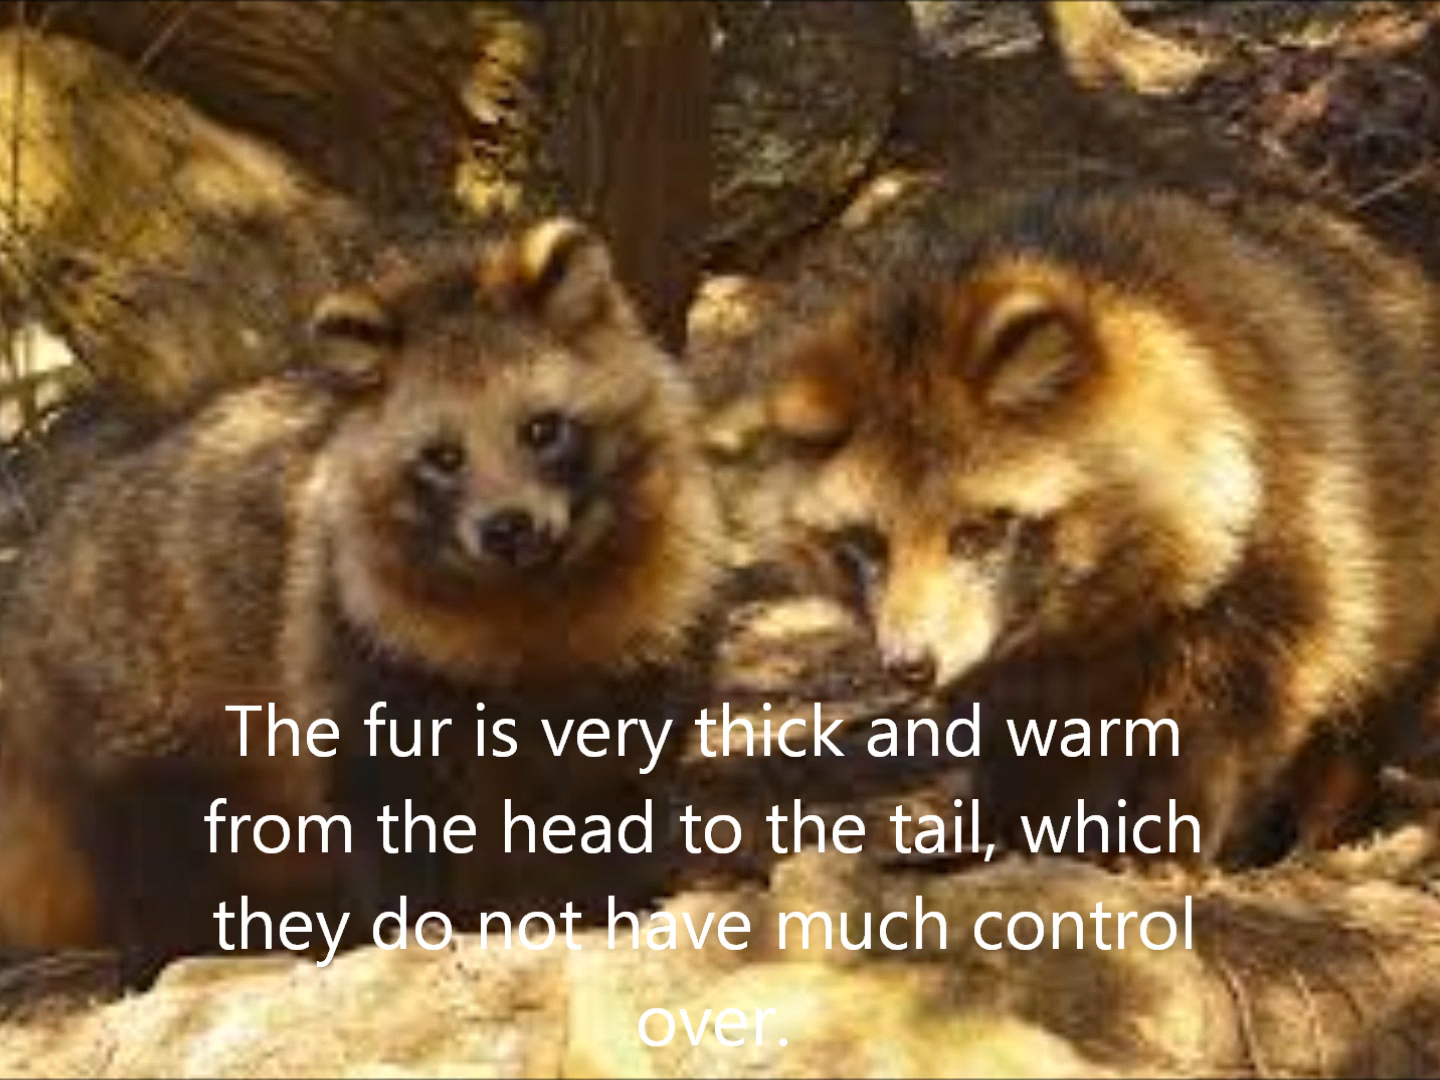 The fur is very thick and warm
from the head to the tail, which
they do not have much control
over.